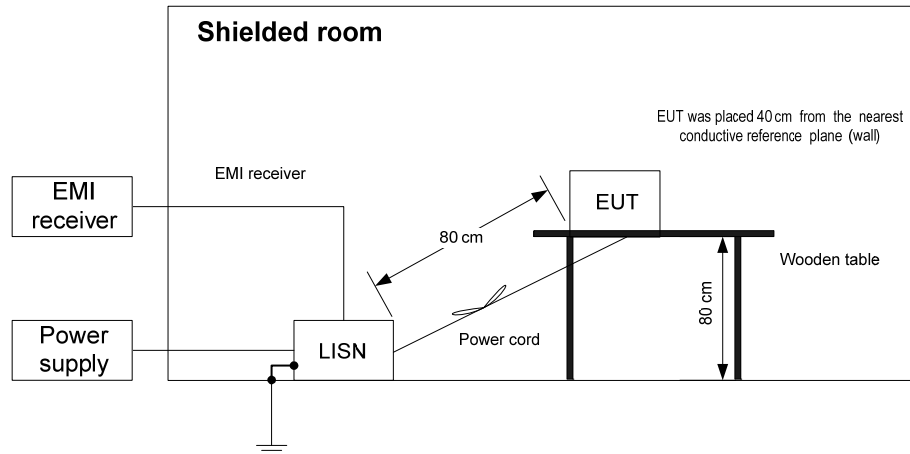 Shielded room
EUT was placed 40 cm from the nearest
conductive reference plane (wall)
EMI receiver
EMI
receiver
EUT
80 cm
Wooden table
80 cm
Power
supply
LISN
Power cord